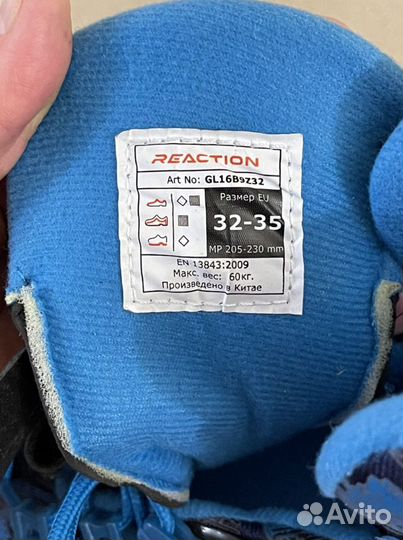 REACTION
Art No: GL16B9Z32
Размер EU
32-35
MP 205-230 mm
EN 13843:2009
Макс. вес: 60кг.
Произведено в Китае
Avito